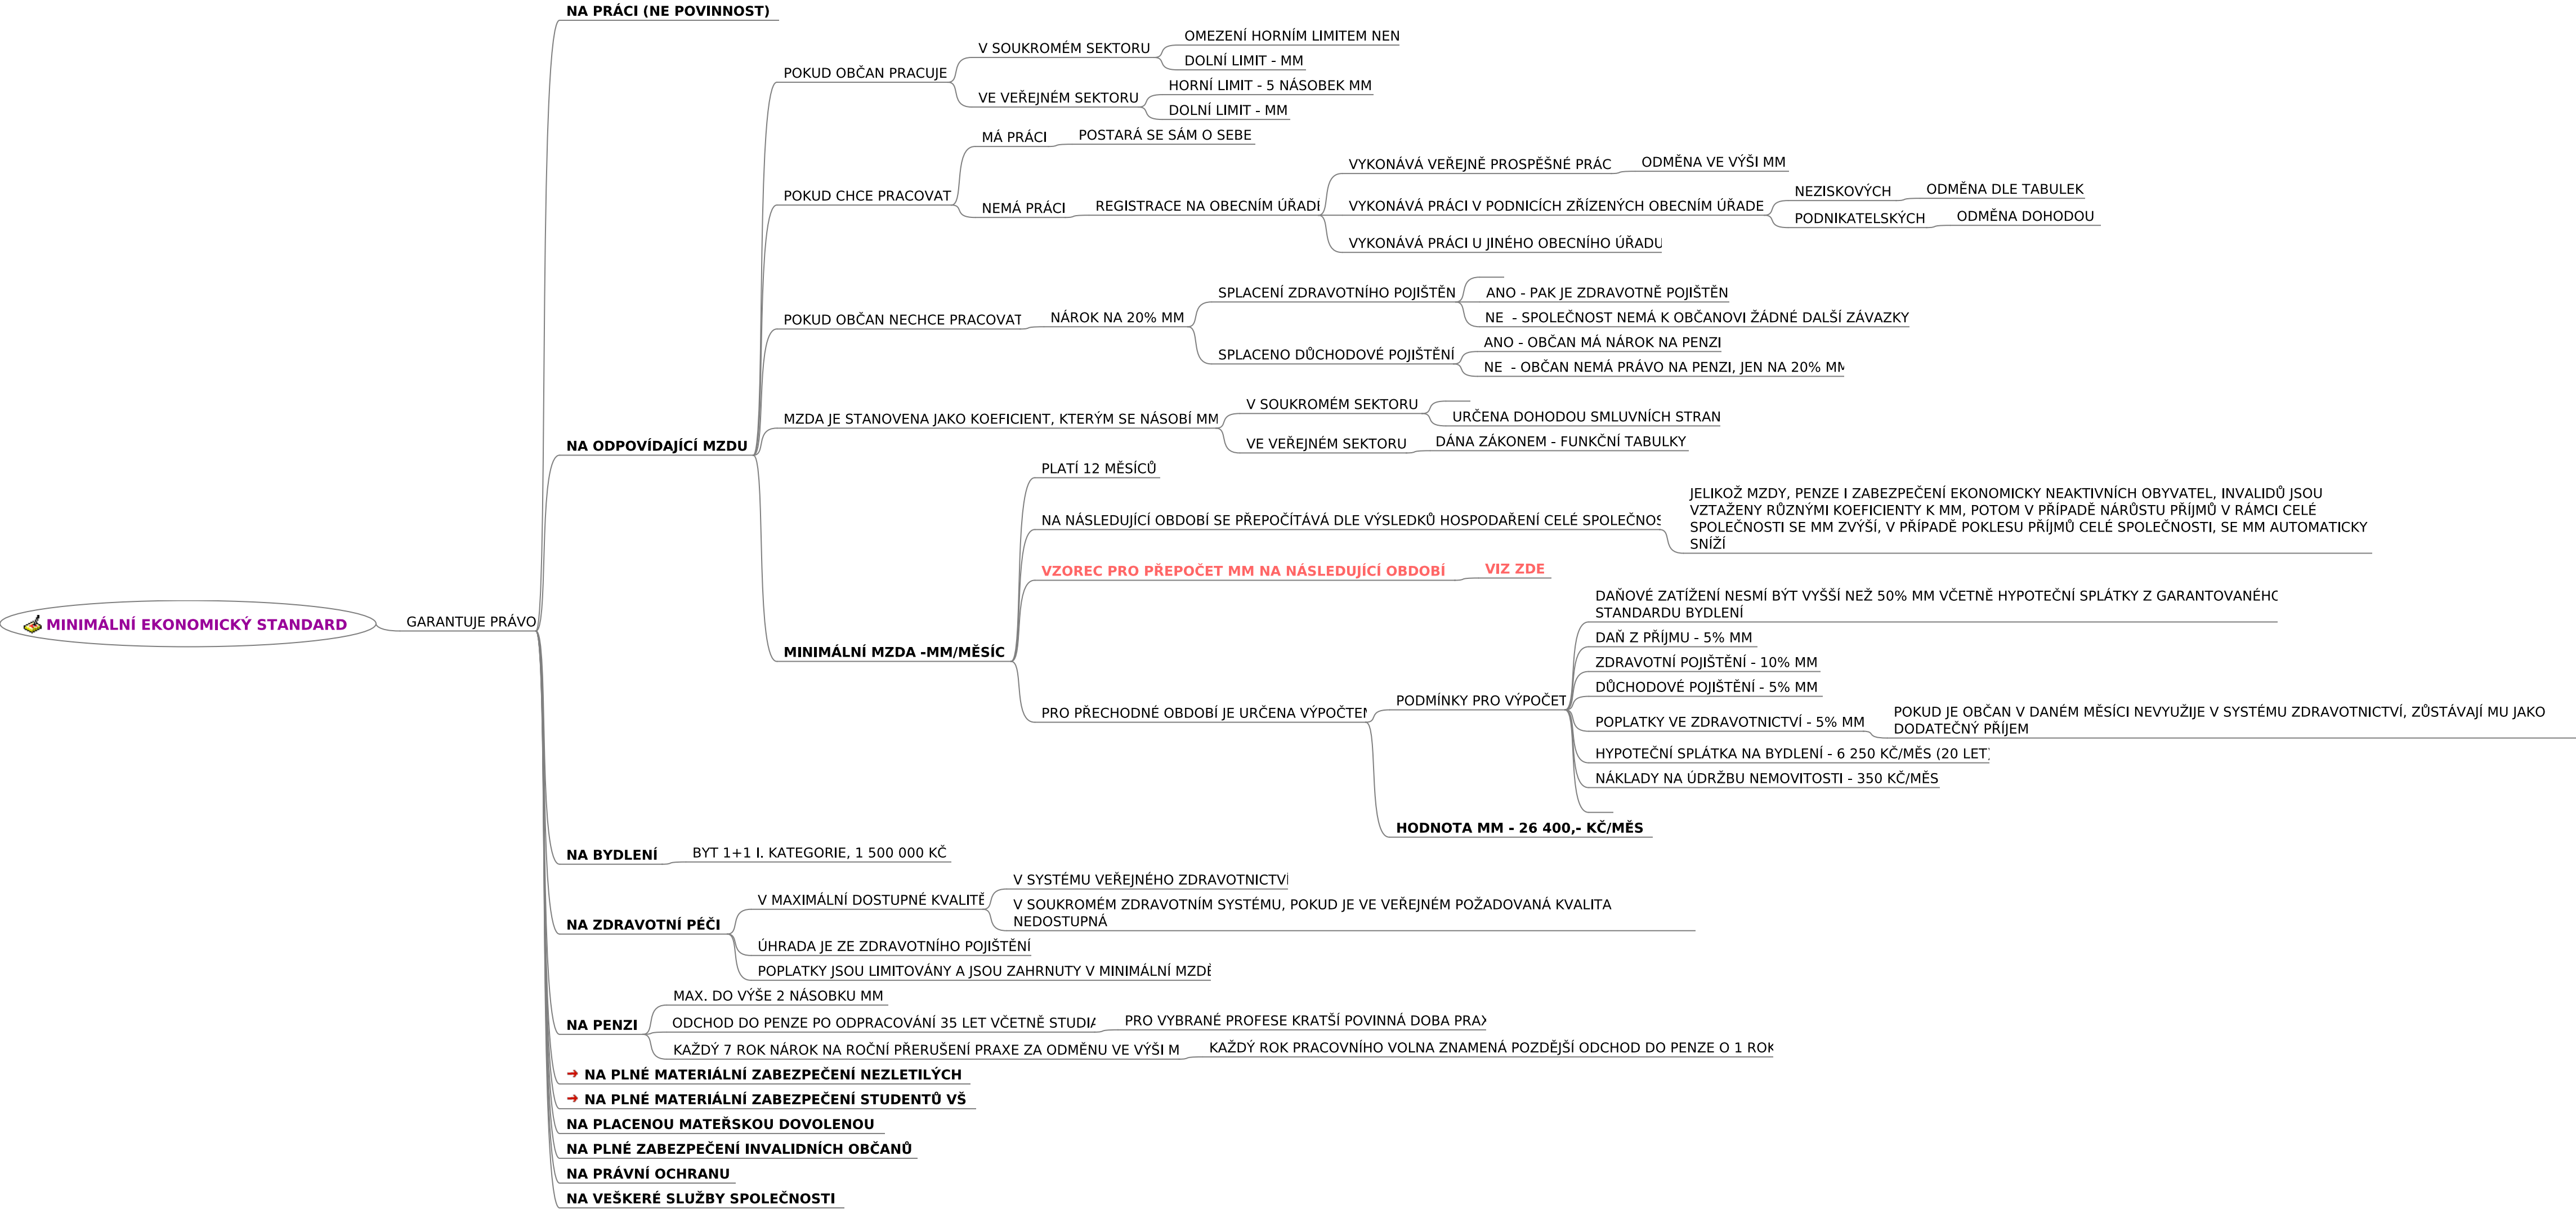 NA PRÁCI (NE POVINNOST)
OMEZENÍ HORNÍM LIMITEM NEN
V SOUKROMÉM SEKTORU
DOLNÍ LIMIT - MM
POKUD OBČAN PRACUJE
HORNÍ LIMIT - 5 NÁSOBEK MM
VE VEŘEJNÉM SEKTORU
DOLNÍ LIMIT - MM
MÁ PRÁCI
POSTARÁ SE SÁM O SEBE
POKUD CHCE PRACOVAT
VYKONÁVÁ VEŘEJNĚ PROSPĚŠNÉ PRÁC
ODMĚNA VE VÝŠI MM
NEMÁ PRÁCI
REGISTRACE NA OBECNÍM ÚŘADĚ
VYKONÁVÁ PRÁCI V PODNICÍCH ZŘÍZENÝCH OBECNÍM ÚŘADE
NEZISKOVÝCH
ODMĚNA DLE TABULEK
PODNIKATELSKÝCH
ODMĚNA DOHODOU
VYKONÁVÁ PRÁCI U JINÉHO OBECNÍHO ÚŘADU
POKUD OBČAN NECHCE PRACOVAT
NÁROK NA 20% MM
SPLACENÍ ZDRAVOTNÍHO POJIŠTĚN
ANO - PAK JE ZDRAVOTNĚ POJIŠTĚN
NE  - SPOLEČNOST NEMÁ K OBČANOVI ŽÁDNÉ DALŠÍ ZÁVAZKY
SPLACENO DŮCHODOVÉ POJIŠTĚNÍ
ANO - OBČAN MÁ NÁROK NA PENZI
NE  - OBČAN NEMÁ PRÁVO NA PENZI, JEN NA 20% MM
NA ODPOVÍDAJÍCÍ MZDU
MZDA JE STANOVENA JAKO KOEFICIENT, KTERÝM SE NÁSOBÍ MM
V SOUKROMÉM SEKTORU
URČENA DOHODOU SMLUVNÍCH STRAN
VE VEŘEJNÉM SEKTORU
DÁNA ZÁKONEM - FUNKČNÍ TABULKY
PLATÍ 12 MĚSÍCŮ
NA NÁSLEDUJÍCÍ OBDOBÍ SE PŘEPOČÍTÁVÁ DLE VÝSLEDKŮ HOSPODAŘENÍ CELÉ SPOLEČNOS
JELIKOŽ MZDY, PENZE I ZABEZPEČENÍ EKONOMICKY NEAKTIVNÍCH OBYVATEL, INVALIDŮ JSOU
VZTAŽENY RŮZNÝMI KOEFICIENTY K MM, POTOM V PŘÍPADĚ NÁRŮSTU PŘÍJMŮ V RÁMCI CELÉ
SPOLEČNOSTI SE MM ZVÝŠÍ, V PŘÍPADĚ POKLESU PŘÍJMŮ CELÉ SPOLEČNOSTI, SE MM AUTOMATICKY
SNÍŽÍ
VZOREC PRO PŘEPOČET MM NA NÁSLEDUJÍCÍ OBDOBÍ
VIZ ZDE
MINIMÁLNÍ EKONOMICKÝ STANDARD
GARANTUJE PRÁVO
MINIMÁLNÍ MZDA -MM/MĚSÍC
PRO PŘECHODNÉ OBDOBÍ JE URČENA VÝPOČTEM
PODMÍNKY PRO VÝPOČET
DAŇOVÉ ZATÍŽENÍ NESMÍ BÝT VYŠŠÍ NEŽ 50% MM VČETNĚ HYPOTEČNÍ SPLÁTKY Z GARANTOVANÉHO
STANDARDU BYDLENÍ
DAŇ Z PŘÍJMU - 5% MM
ZDRAVOTNÍ POJIŠTĚNÍ - 10% MM
DŮCHODOVÉ POJIŠTĚNÍ - 5% MM
POPLATKY VE ZDRAVOTNICTVÍ - 5% MM
POKUD JE OBČAN V DANÉM MĚSÍCI NEVYUŽIJE V SYSTÉMU ZDRAVOTNICTVÍ, ZŮSTÁVAJÍ MU JAKO
DODATEČNÝ PŘÍJEM
HYPOTEČNÍ SPLÁTKA NA BYDLENÍ - 6 250 KČ/MĚS (20 LET)
NÁKLADY NA ÚDRŽBU NEMOVITOSTI - 350 KČ/MĚS
HODNOTA MM - 26 400,- KČ/MĚS
NA BYDLENÍ
BYT 1+1 I. KATEGORIE, 1 500 000 KČ
NA ZDRAVOTNÍ PÉČI
V MAXIMÁLNÍ DOSTUPNÉ KVALITĚ
V SYSTÉMU VEŘEJNÉHO ZDRAVOTNICTVÍ
V SOUKROMÉM ZDRAVOTNÍM SYSTÉMU, POKUD JE VE VEŘEJNÉM POŽADOVANÁ KVALITA
NEDOSTUPNÁ
ÚHRADA JE ZE ZDRAVOTNÍHO POJIŠTĚNÍ
POPLATKY JSOU LIMITOVÁNY A JSOU ZAHRNUTY V MINIMÁLNÍ MZDĚ
NA PENZI
MAX. DO VÝŠE 2 NÁSOBKU MM
ODCHOD DO PENZE PO ODPRACOVÁNÍ 35 LET VČETNĚ STUDIA
PRO VYBRANÉ PROFESE KRATŠÍ POVINNÁ DOBA PRAX
KAŽDÝ 7 ROK NÁROK NA ROČNÍ PŘERUŠENÍ PRAXE ZA ODMĚNU VE VÝŠI M
KAŽDÝ ROK PRACOVNÍHO VOLNA ZNAMENÁ POZDĚJŠÍ ODCHOD DO PENZE O 1 ROK
NA PLNÉ MATERIÁLNÍ ZABEZPEČENÍ NEZLETILÝCH
NA PLNÉ MATERIÁLNÍ ZABEZPEČENÍ STUDENTŮ VŠ
NA PLACENOU MATEŘSKOU DOVOLENOU
NA PLNÉ ZABEZPEČENÍ INVALIDNÍCH OBČANŮ
NA PRÁVNÍ OCHRANU
NA VEŠKERÉ SLUŽBY SPOLEČNOSTI